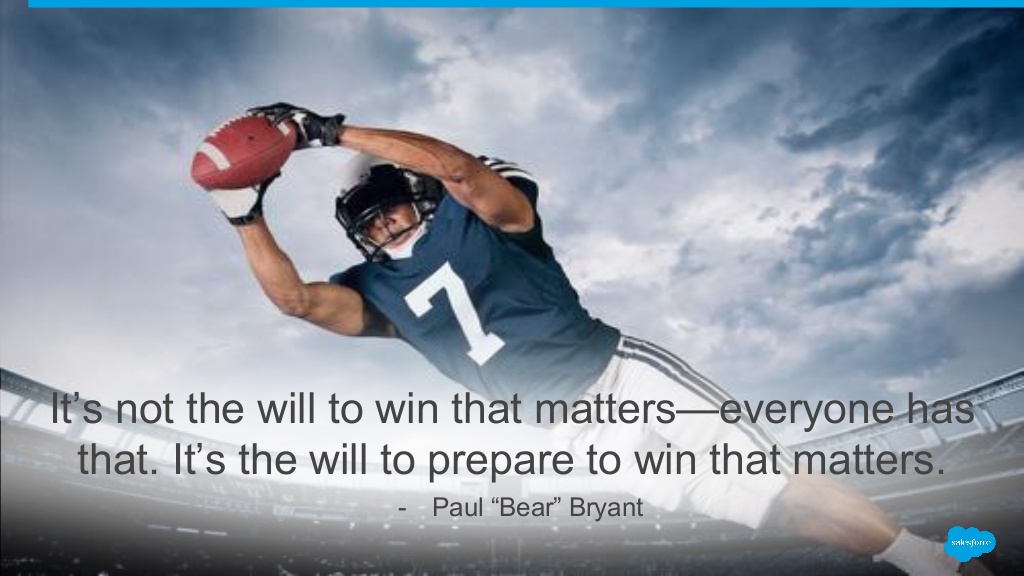 7
It’s not the will to win that matters—everyone has
that. It’s the will to prepare to win that matters.
- Paul “Bear” Bryant
salesforce